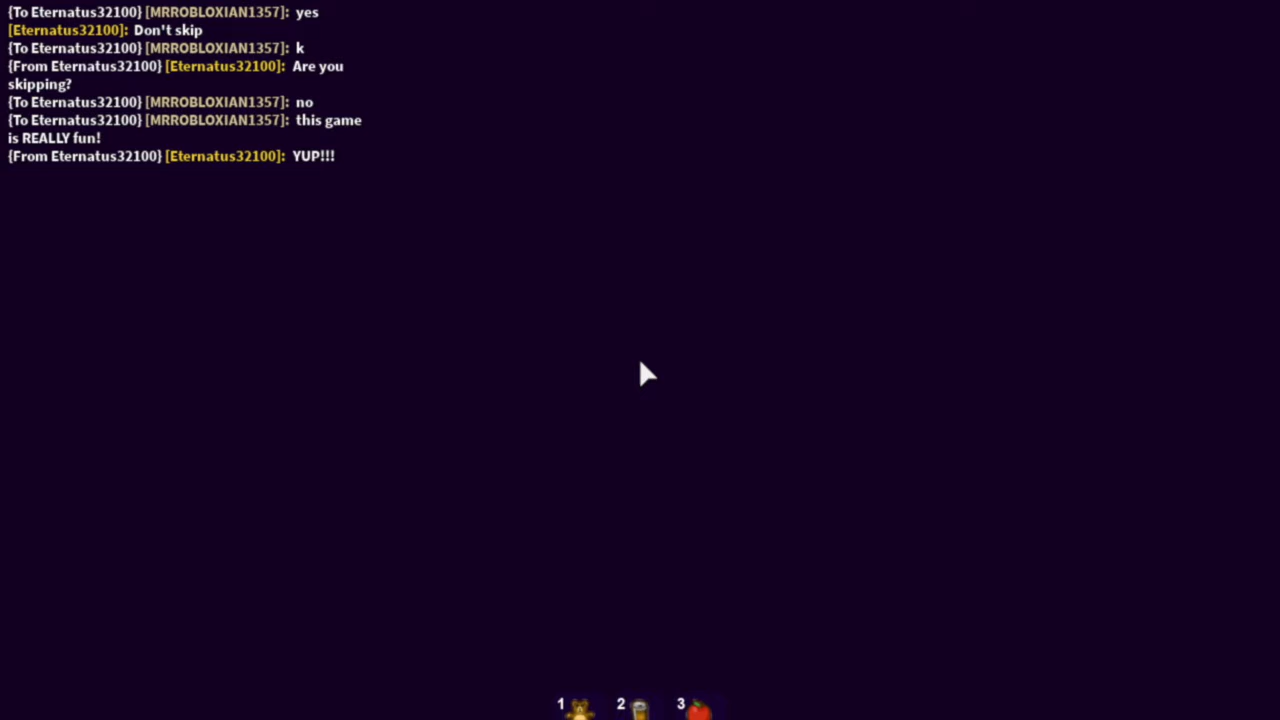 {To Eternatus32100} [MRROBLOXIAN1357]: yes
[Eternatus32100]: Don't skip
{To Eternatus32100} [MRROBLOXIAN1357]: k
{From Eternatus32100} [Eternatus32100]: Are you
skipping?
{To Eternatus32100} [MRROBLOXIAN1357]: no
{To Eternatus32100} [MRROBLOXIAN1357]: this game
is REALLY fun!
{From Eternatus32100} [Eternatus32100]: YUP!!!
1 2 3